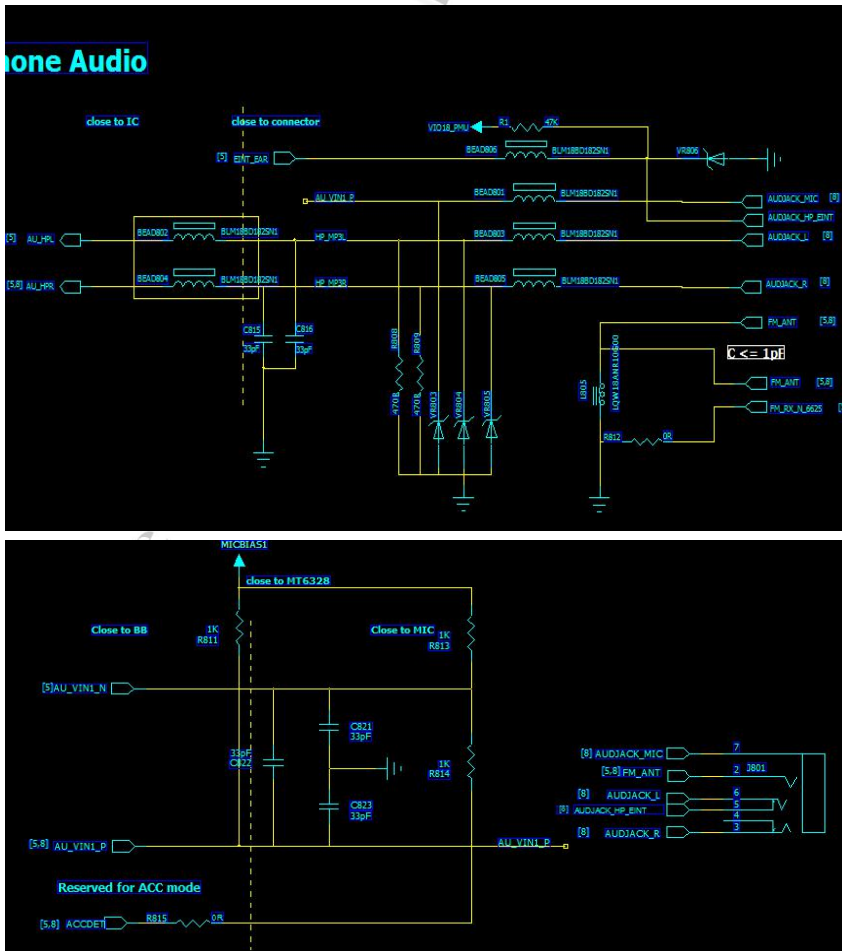 one Audio
close to IC
close to connector
VIO18_PMU
R1
47K
BEAD806
BLM18BD182SN1
VR806
[5] EINT_EAR
AU_VIN1_P
BEAD801
BLM18BD182SN1
AUDJACK_MIC [8]
AUDJACK_HP_EINT
[5] AU_HPL
BEAD802
BLM18BD182SN1
HP_MP3L
BEAD803
BLM18BD182SN1
AUDJACK_L [8]
[5,8] AU_HPR
BEAD804
BLM18BD182SN1
HP_MP3R
BEAD805
BLM18BD182SN1
AUDJACK_R [8]
C815
33pF
C816
33pF
R808
470R
R809
470R
VR803
VR804
VR805
FM_ANT [5,8]
C <= 1pF
L805
LQW18ANR10G00
FM_ANT [5,8]
FM_RX_N_6625
R812
0R
MICBIAS1
close to MT6328
Close to BB
1K
R811
Close to MIC
1K
R813
[5]AU_VIN1_N
C821
33pF
33pF
C822
1K
R814
C823
33pF
[5,8] AU_VIN1_P
AU_VIN1_P
[8] AUDJACK_MIC
7
[5,8]FM_ANT
2
J801
[8] AUDJACK_L
6
[8] AUDJACK_HP_EINT
5
4
[8] AUDJACK_R
3
Reserved for ACC mode
[5,8] ACCDET
R815
0R